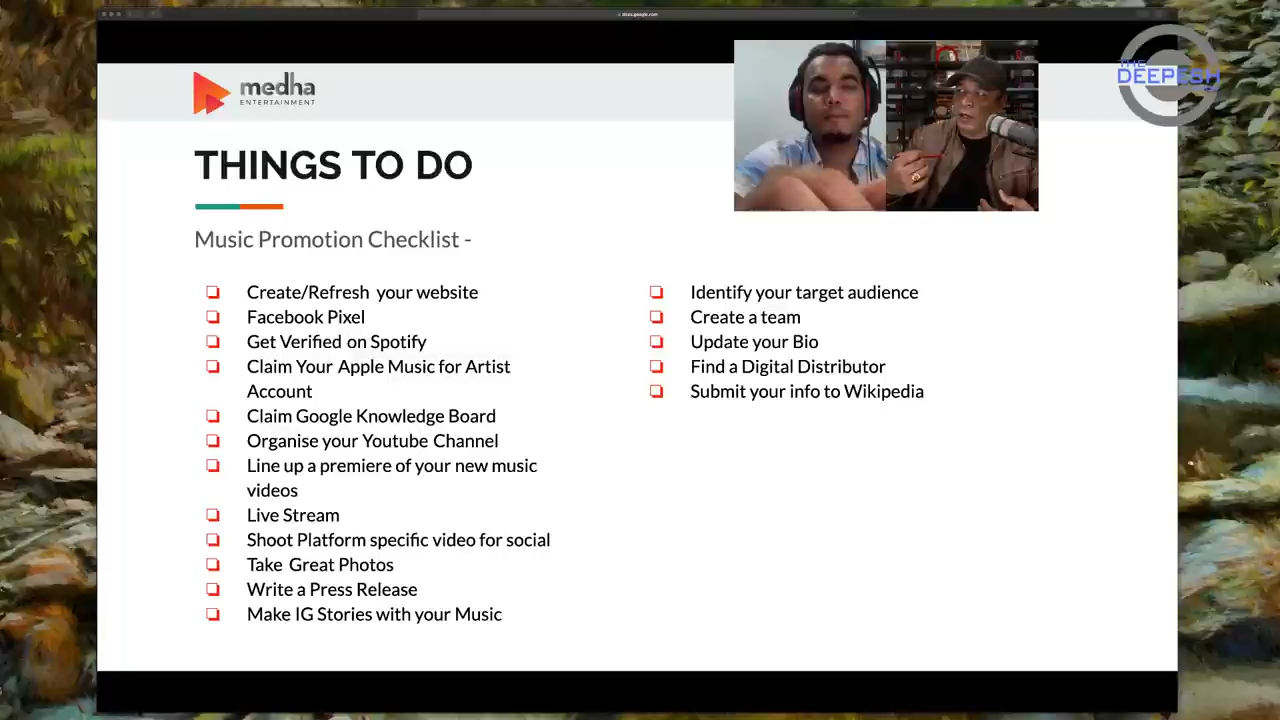 docs.google.com
medha
ENTERTAINMENT
THE
DEEPESH
THINGS TO DO
Music Promotion Checklist -
Create/Refresh your website
Facebook Pixel
Get Verified on Spotify
Claim Your Apple Music for Artist
Account
Claim Google Knowledge Board
Organise your Youtube Channel
Line up a premiere of your new music
videos
Live Stream
Shoot Platform specific video for social
Take Great Photos
Write a Press Release
Make IG Stories with your Music
Identify your target audience
Create a team
Update your Bio
Find a Digital Distributor
Submit your info to Wikipedia